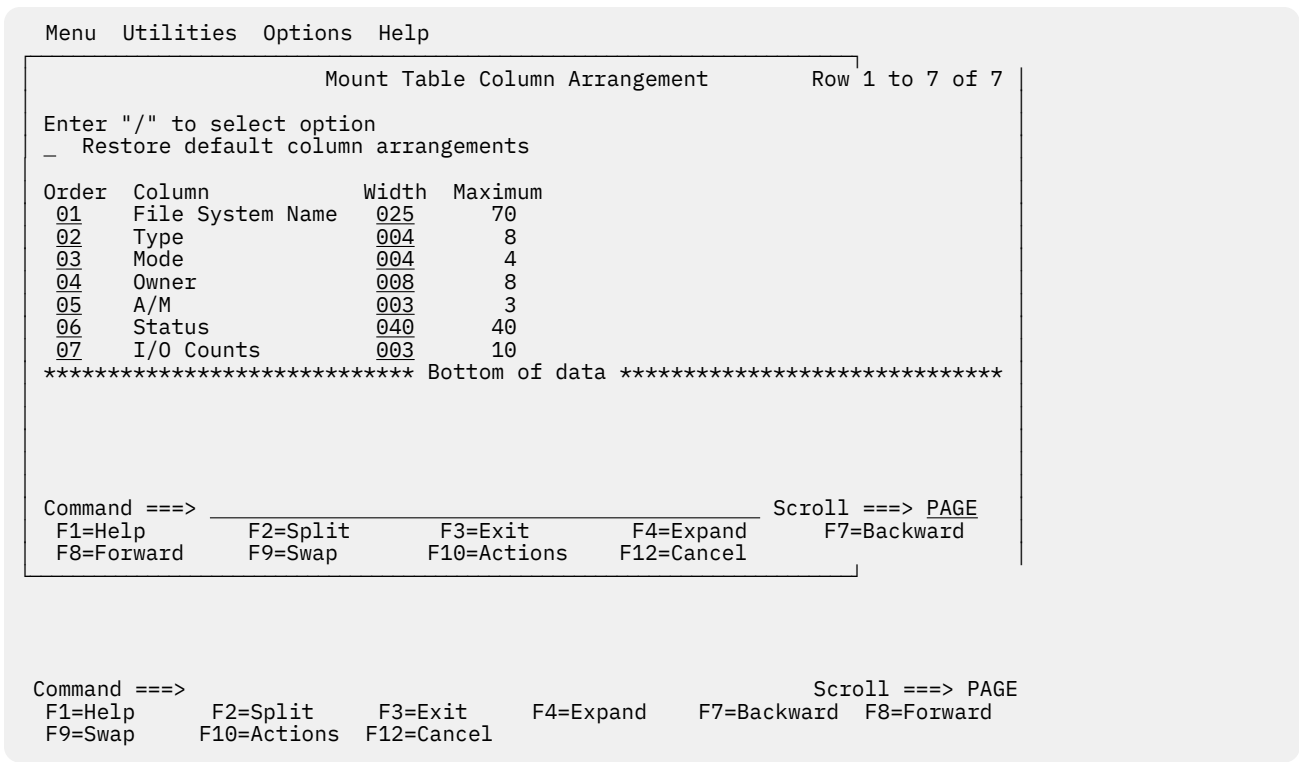 Menu  Utilities  Options  Help
Mount Table Column Arrangement        Row 1 to 7 of 7
Enter "/" to select option
_  Restore default column arrangements
Order  Column            Width  Maximum
01    File System Name   025      70
02    Type               004       8
03    Mode               004       4
04    Owner              008       8
05    A/M                003       3
06    Status             040      40
07    I/O Counts         003      10
***************************** Bottom of data ******************************
Command ===> ___________________________________________ Scroll ===> PAGE
F1=Help        F2=Split       F3=Exit        F4=Expand      F7=Backward
F8=Forward     F9=Swap       F10=Actions    F12=Cancel
Command ===>                                                 Scroll ===> PAGE
F1=Help      F2=Split     F3=Exit     F4=Expand    F7=Backward  F8=Forward
F9=Swap     F10=Actions  F12=Cancel